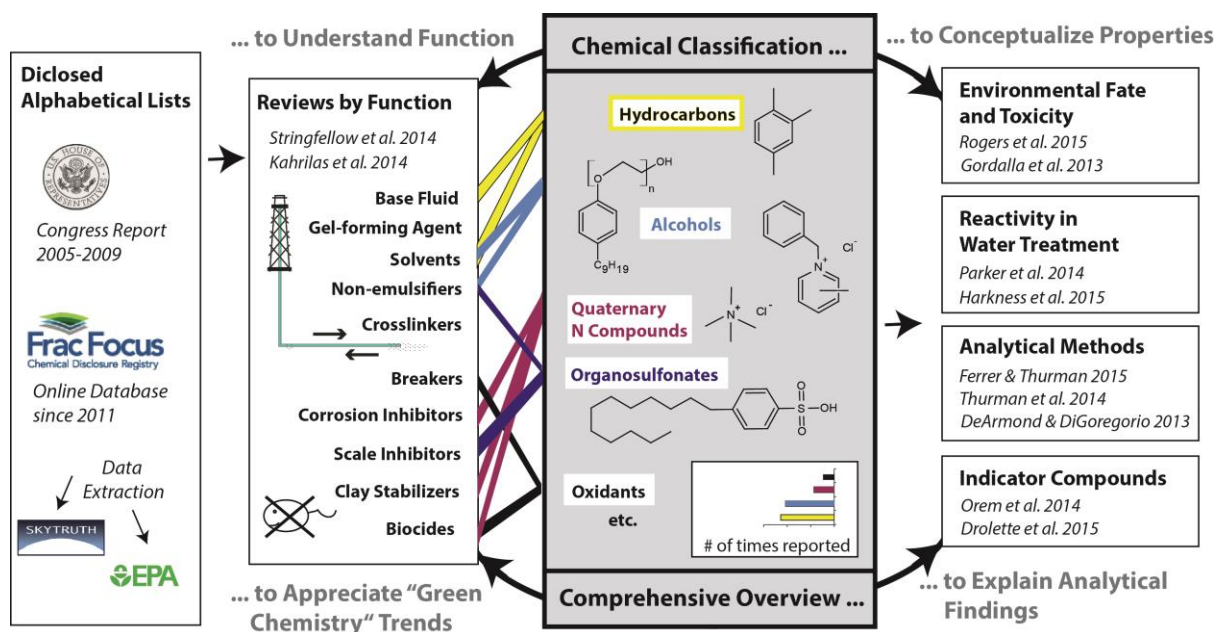 ... to Understand Function
Chemical Classification ...
... to Conceptualize Properties
Diclosed
Alphabetical Lists
U.S. HOUSE OF
REPRESENTATIVES
Congress Report
2005-2009
Frac Focus
Chemical Disclosure Registry
Online Database
since 2011
Data
Extraction
SKYTRUTH
EPA
Reviews by Function
Stringfellow et al. 2014
Kahrilas et al. 2014
Base Fluid
Gel-forming Agent
Solvents
Non-emulsifiers
Crosslinkers
Breakers
Corrosion Inhibitors
Scale Inhibitors
Clay Stabilizers
Biocides
Hydrocarbons
OH
O
n
C9H19
Alcohols
N+
Cl-
Quaternary
N Compounds
N+
Cl-
Organosulfonates
O
S
OH
O
Oxidants
etc.
# of times reported
Environmental Fate
and Toxicity
Rogers et al. 2015
Gordalla et al. 2013
Reactivity in
Water Treatment
Parker et al. 2014
Harkness et al. 2015
Analytical Methods
Ferrer & Thurman 2015
Thurman et al. 2014
DeArmond & DiGoregorio 2013
Indicator Compounds
Orem et al. 2014
Drolette et al. 2015
... to Appreciate “Green
Chemistry“ Trends
Comprehensive Overview ...
... to Explain Analytical
Findings